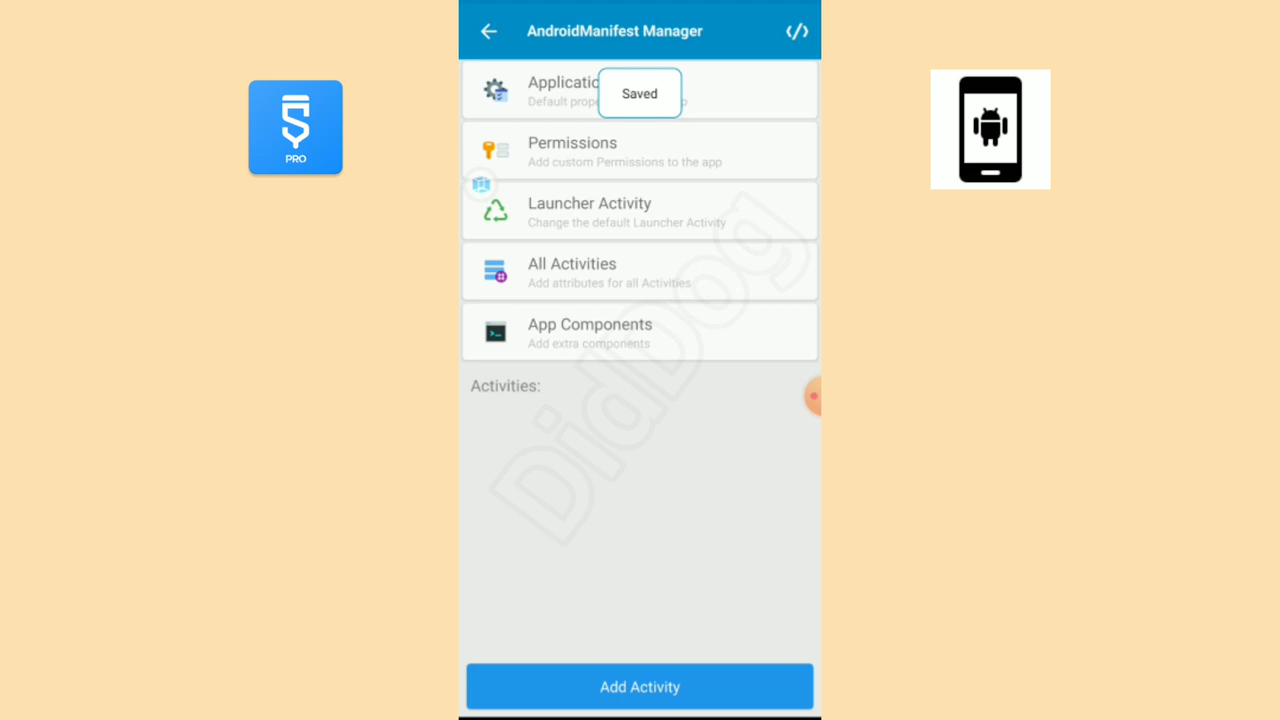 AndroidManifest Manager
</>
Applicatio
Default prope
p
Saved
Permissions
Add custom Permissions to the app
Launcher Activity
Change the default Launcher Activity
All Activities
Add attributes for all Activities
App Components
Add extra components
Activities:
Add Activity
DidDog
PRO